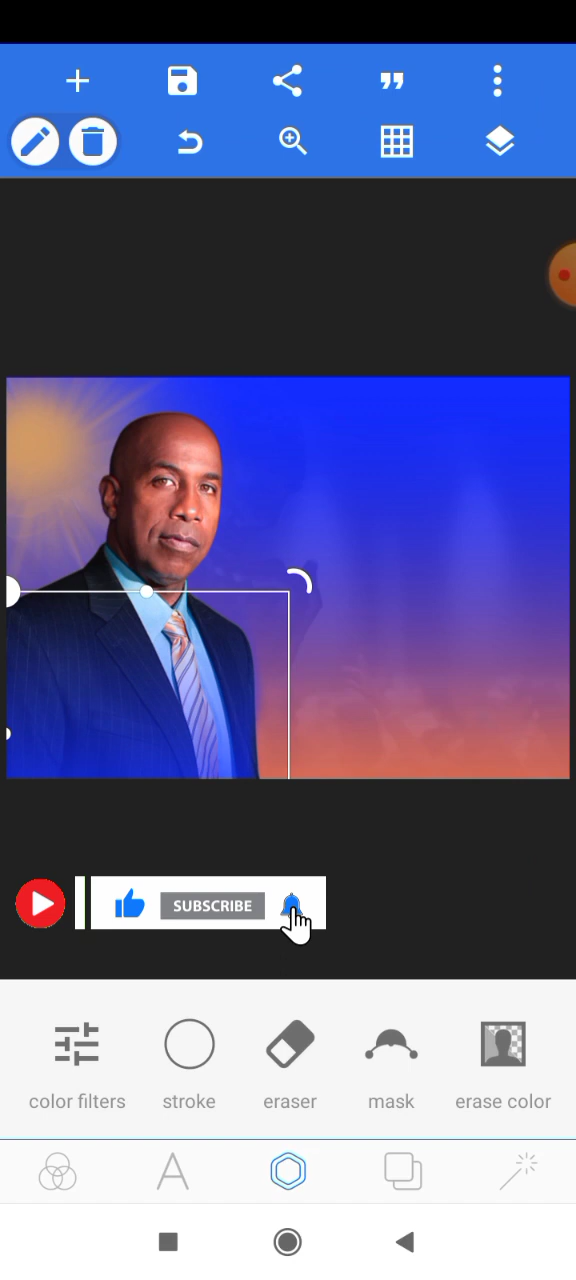 SUBSCRIBE
color filters
stroke
eraser
mask
erase color